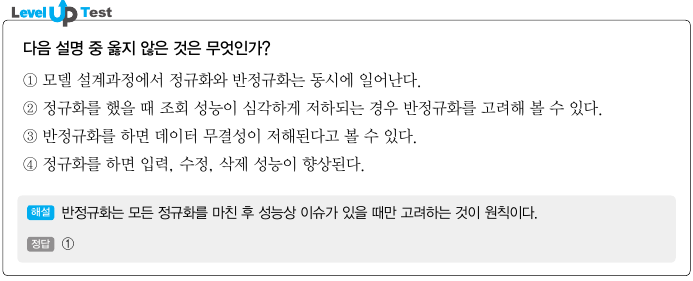 Level Up Test
다음 설명 중 옳지 않은 것은 무엇인가?
① 모델 설계과정에서 정규화와 반정규화는 동시에 일어난다.
② 정규화를 했을 때 조회 성능이 심각하게 저하되는 경우 반정규화를 고려해 볼 수 있다.
③ 반정규화를 하면 데이터 무결성이 저해된다고 볼 수 있다.
④ 정규화를 하면 입력, 수정, 삭제 성능이 향상된다.
해설 반정규화는 모든 정규화를 마친 후 성능상 이슈가 있을 때만 고려하는 것이 원칙이다.
정답 ①